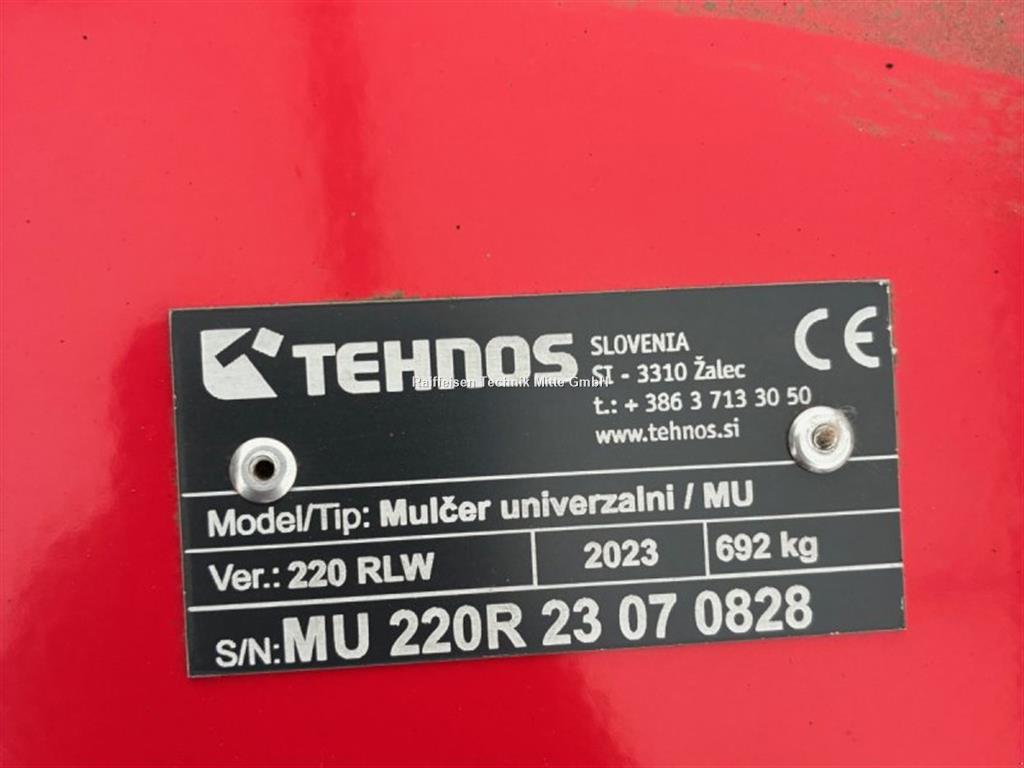 TEHNOS
SLOVENIA
SI - 3310 Žalec
t.: + 386 3 713 30 50
www.tehnos.si
CE
Raiffeisen Technik Mitte GmbH
Model/Tip: Mulčer univerzalni / MU
Ver.: 220 RLW 2023 692 kg
S/N: MU 220R 23 07 0828